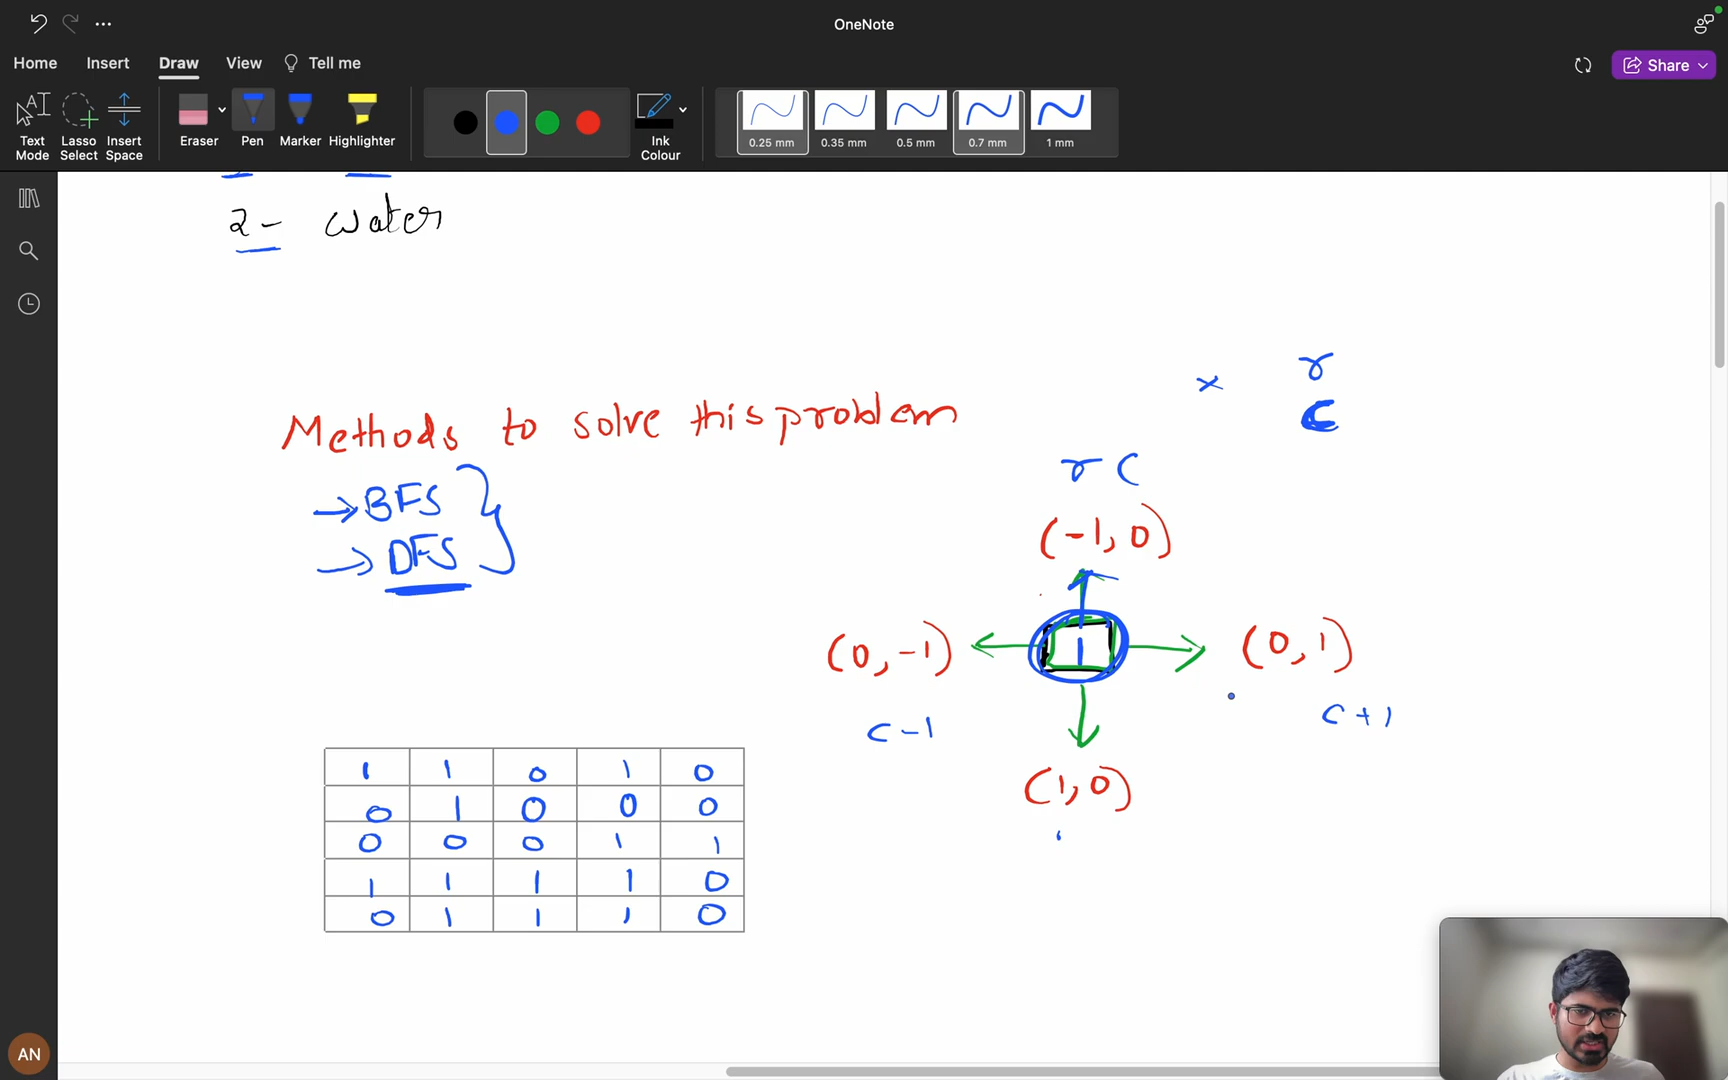 OneNote
Home Insert Draw View Tell me
Share
Text Mode
Lasso Select
Insert Space
Eraser
Pen
Marker
Highlighter
Ink Colour
0.25 mm 0.35 mm 0.5 mm 0.7 mm 1 mm
2 - water
Methods to solve this problem
→ BFS
→ DFS
x r
c
r c
(-1, 0)
(0, -1) 1 (0, 1)
c - 1 c + 1
(1, 0)
1 1 0 1 0
0 1 0 0 0
0 0 0 1 1
1 1 1 1 0
0 1 1 1 0
AN